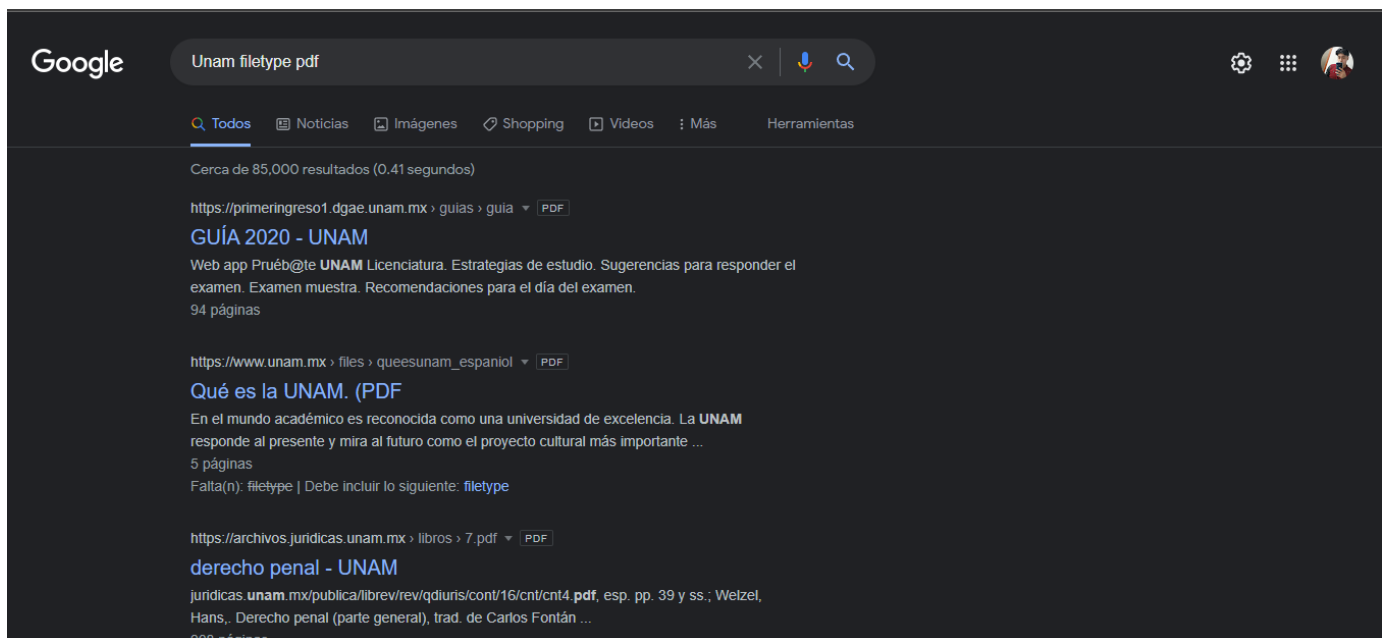 Google
Unam filetype pdf
Todos Noticias Imágenes Shopping Videos Más Herramientas
Cerca de 85,000 resultados (0.41 segundos)
https://primeringreso1.dgae.unam.mx › guias › guia PDF
GUÍA 2020 - UNAM
Web app Pruéb@te UNAM Licenciatura. Estrategias de estudio. Sugerencias para responder el
examen. Examen muestra. Recomendaciones para el día del examen.
94 páginas
https://www.unam.mx › files › queesunam_espaniol PDF
Qué es la UNAM. (PDF
En el mundo académico es reconocida como una universidad de excelencia. La UNAM
responde al presente y mira al futuro como el proyecto cultural más importante ...
5 páginas
Falta(n): filetype | Debe incluir lo siguiente: filetype
https://archivos.juridicas.unam.mx › libros › 7.pdf PDF
derecho penal - UNAM
juridicas.unam.mx/publica/librev/rev/qdiuris/cont/16/cnt/cnt4.pdf, esp. pp. 39 y ss.; Welzel,
Hans,. Derecho penal (parte general), trad. de Carlos Fontán ...